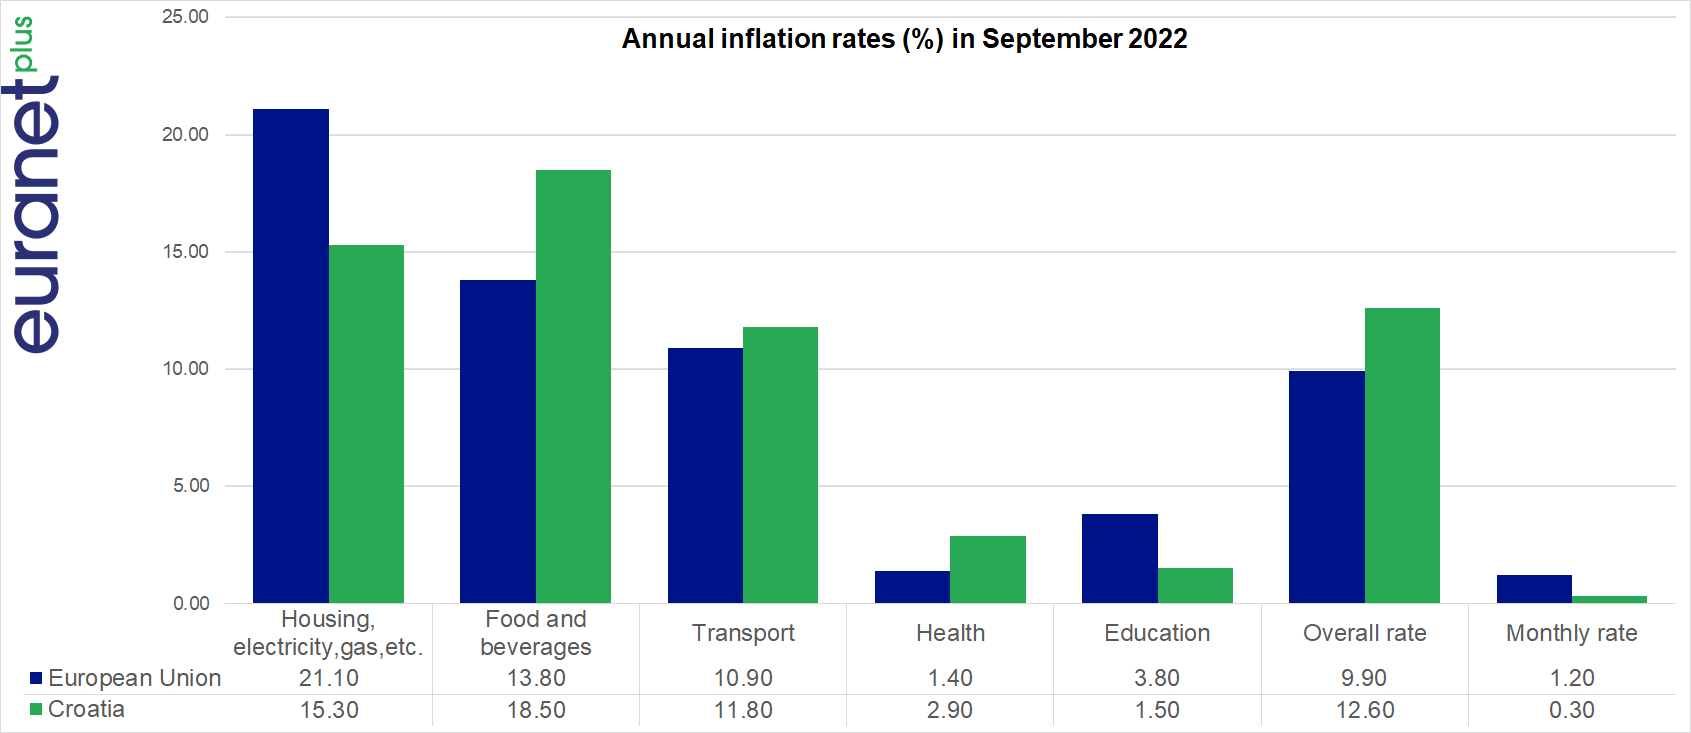 euranet plus
Annual inflation rates (%) in September 2022
25.00
20.00
15.00
10.00
5.00
0.00
Housing, electricity,gas,etc.
Food and beverages
Transport
Health
Education
Overall rate
Monthly rate
European Union 21.10 13.80 10.90 1.40 3.80 9.90 1.20
Croatia 15.30 18.50 11.80 2.90 1.50 12.60 0.30